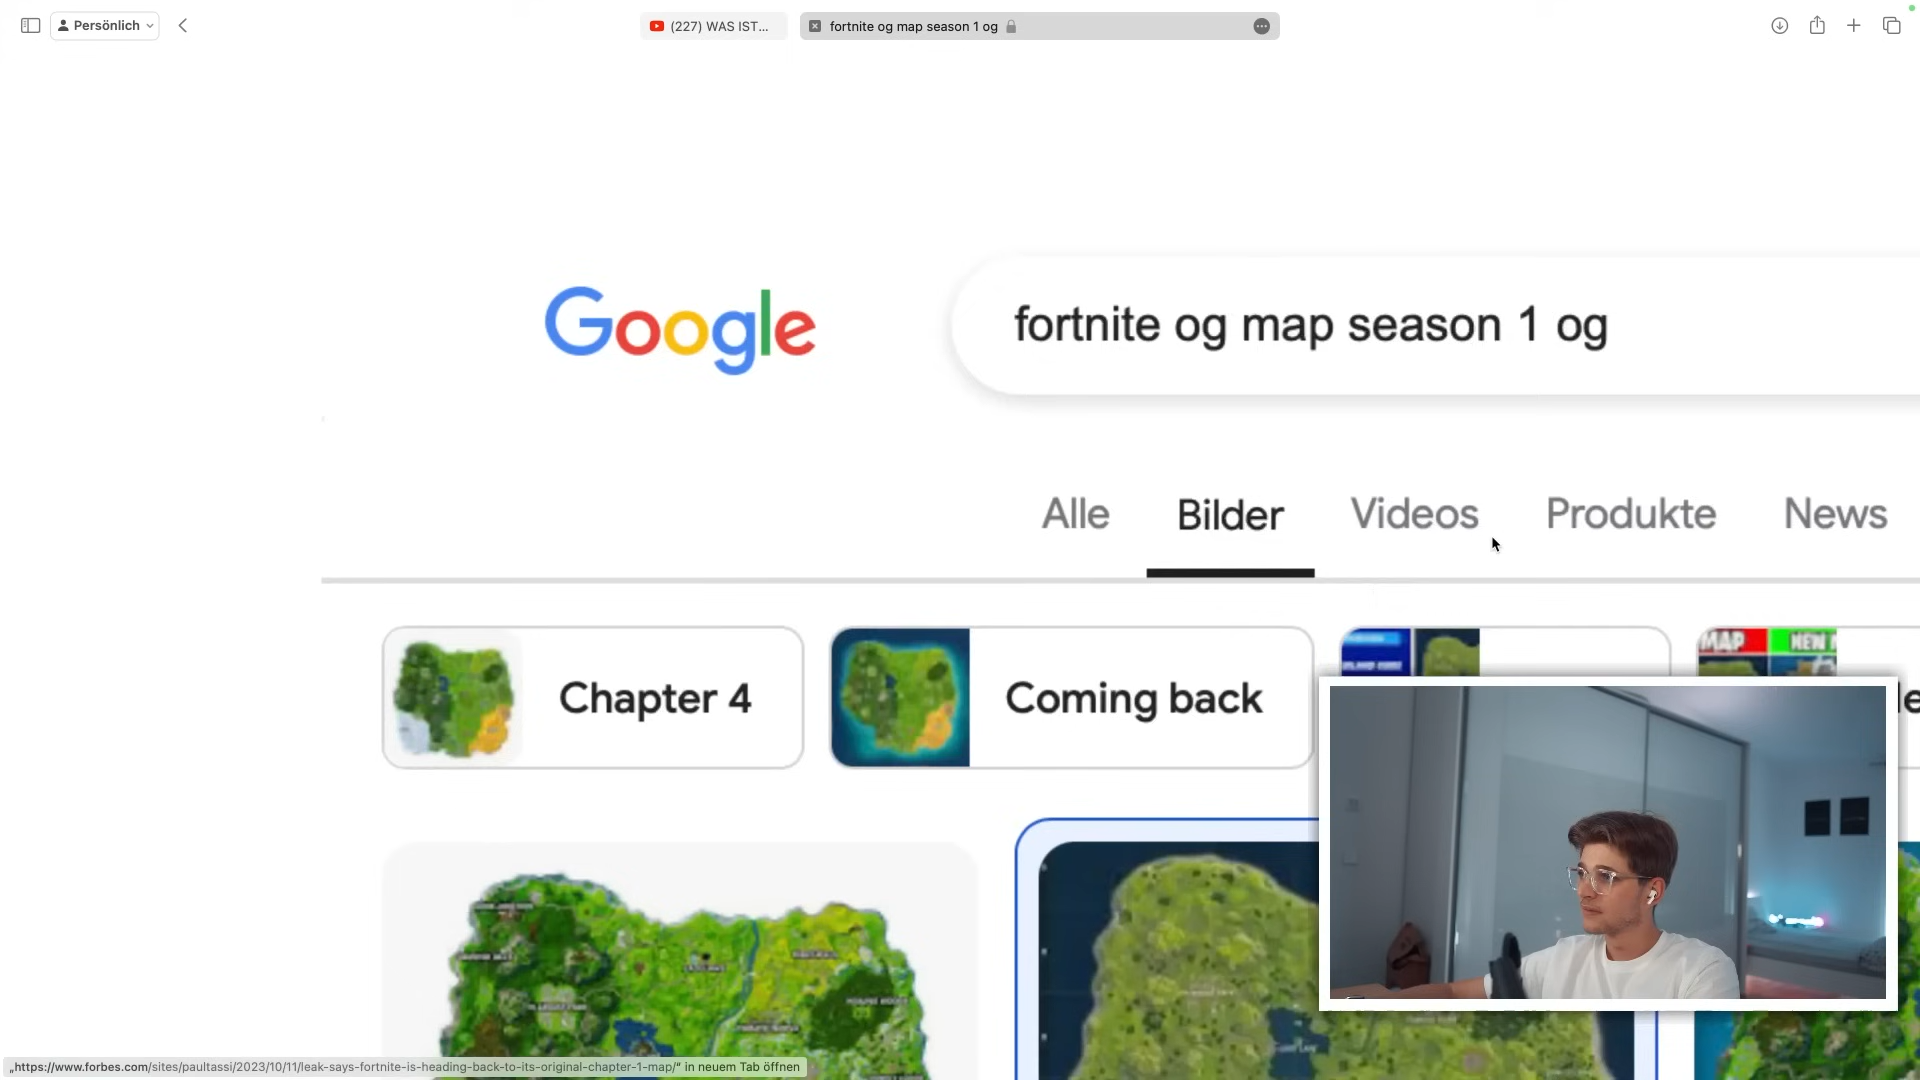 Persönlich
(227) WAS IST...
fortnite og map season 1 og
Google
fortnite og map season 1 og
Alle
Bilder
Videos
Produkte
News
Chapter 4
Coming back
MAP
NEW
„https://www.forbes.com/sites/paultassi/2023/10/11/leak-says-fortnite-is-heading-back-to-its-original-chapter-1-map/“ in neuem Tab öffnen